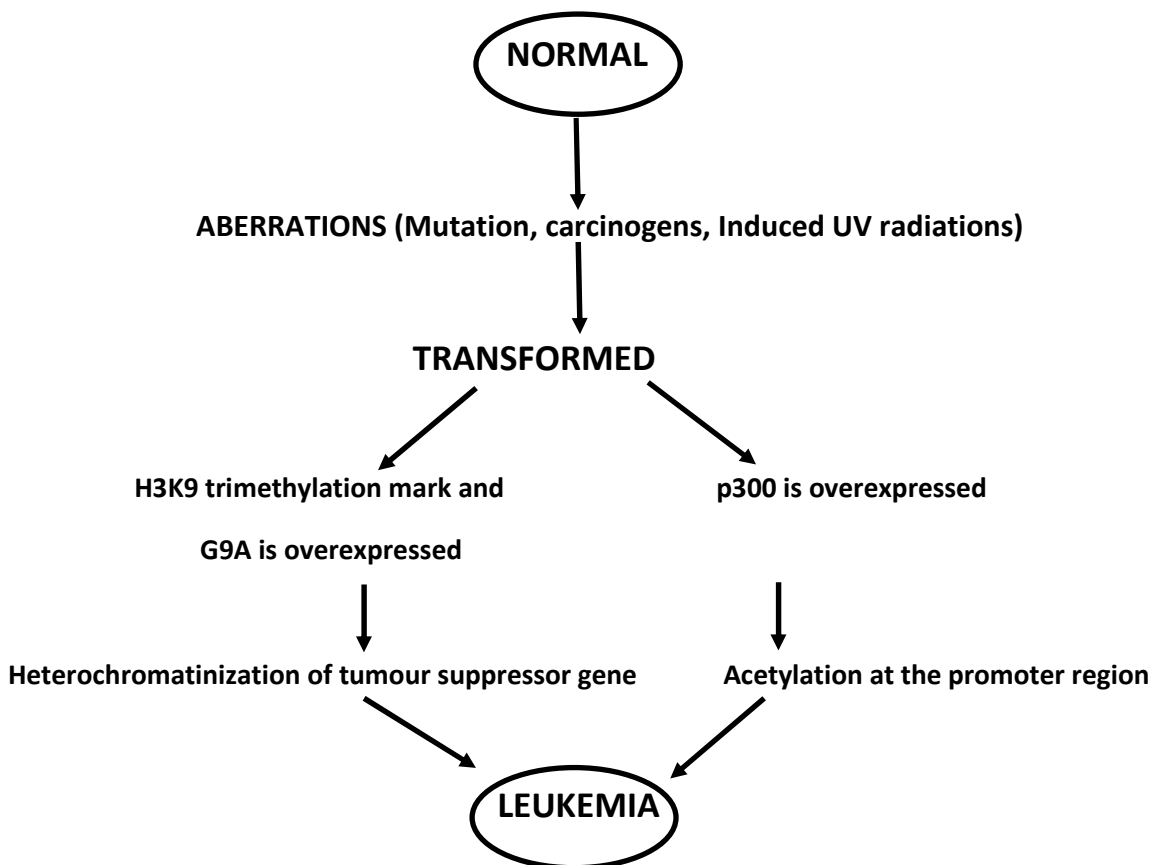 NORMAL
ABERRATIONS (Mutation, carcinogens, Induced UV radiations)
TRANSFORMED
H3K9 trimethylation mark and
G9A is overexpressed
p300 is overexpressed
Heterochromatinization of tumour suppressor gene
Acetylation at the promoter region
LEUKEMIA